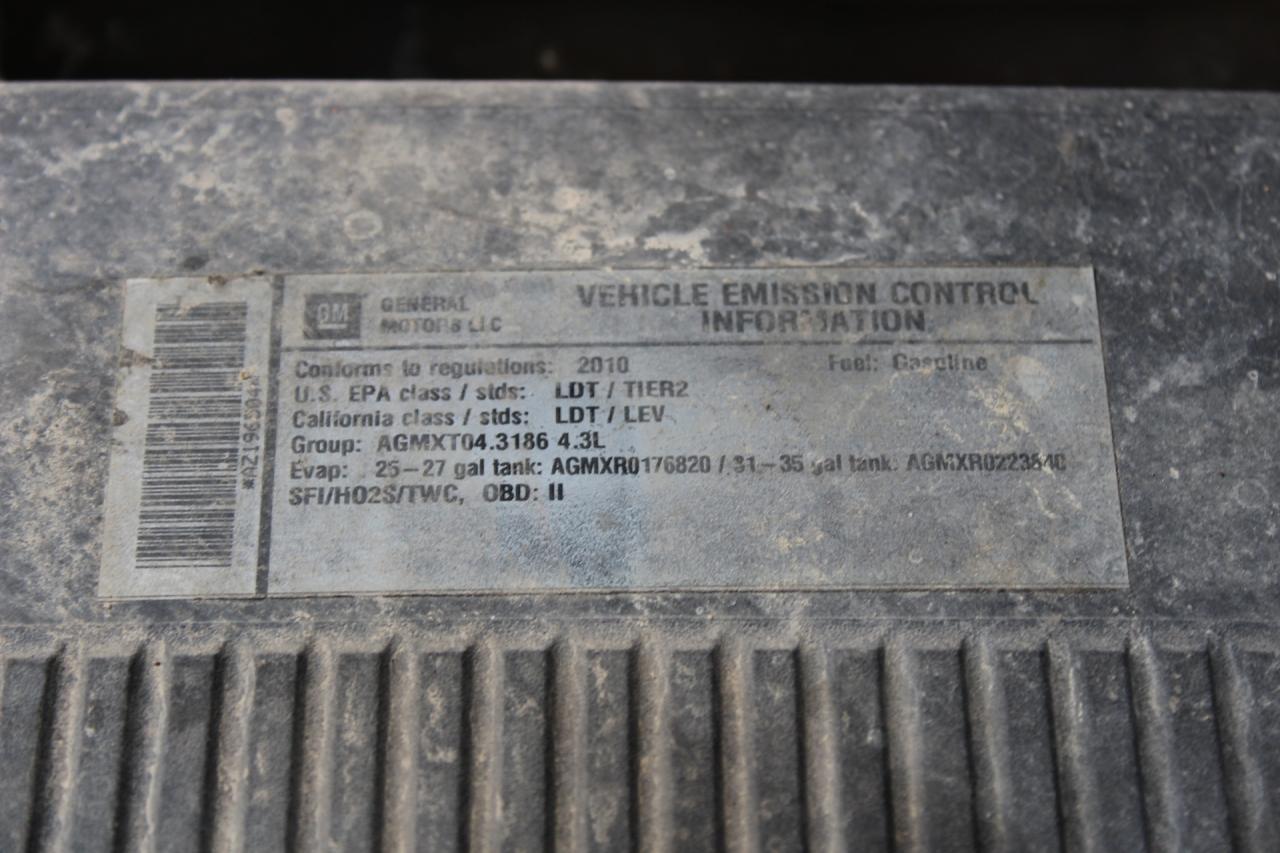 GM GENERAL MOTORS LLC
VEHICLE EMISSION CONTROL
INFORMATION
Conforms to regulations: 2010 Fuel: Gasoline
U.S. EPA class / stds: LDT / TIER2
California class / stds: LDT / LEV
Group: AGMXT04.3186 4.3L
Evap: 25-27 gal tank: AGMXR0176820 / 31-35 gal tank:
SFI/HO2S/TWC, OBD: II